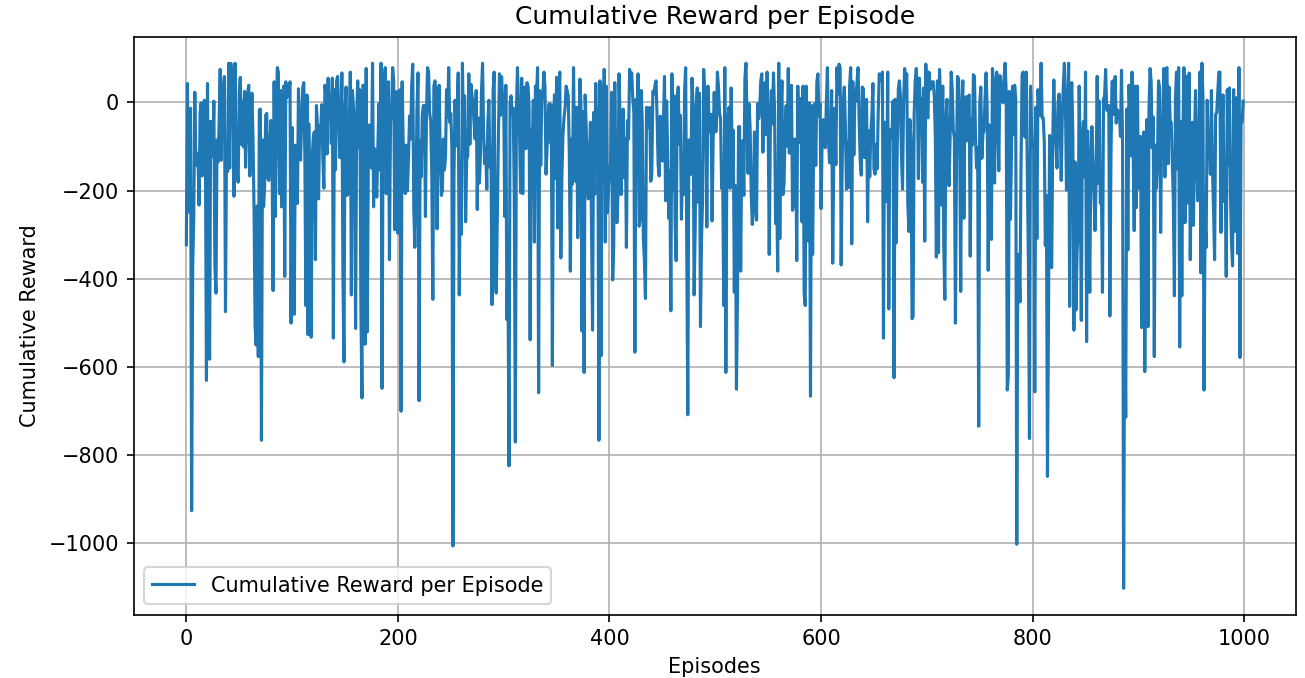 Cumulative Reward per Episode
0
−200
−400
−600
−800
−1000
Cumulative Reward
Cumulative Reward per Episode
0 200 400 600 800 1000
Episodes